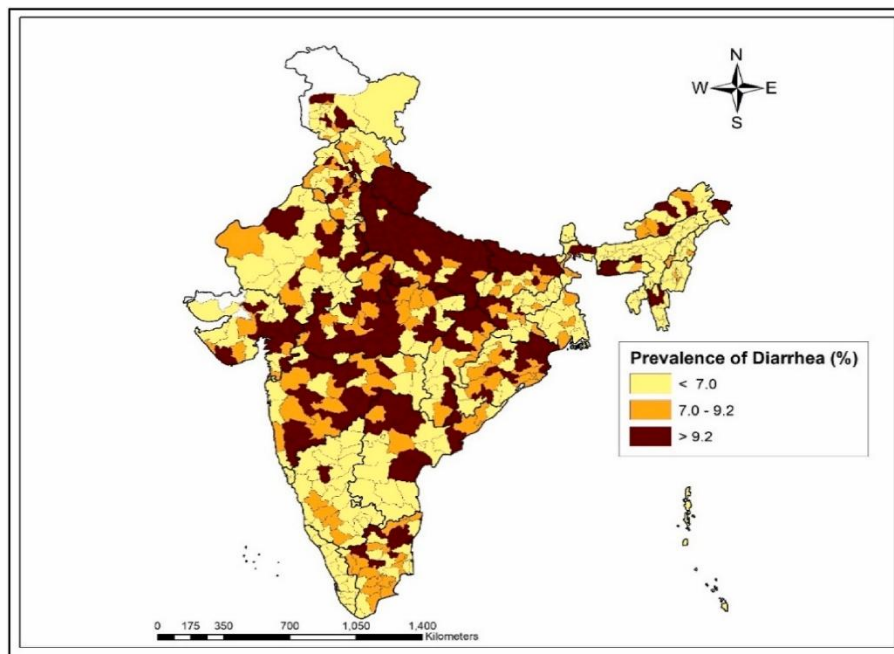 N
W E
S
Prevalence of Diarrhea (%)
< 7.0
7.0 - 9.2
> 9.2
0 175 350 700 1,050 1,400
Kilometers